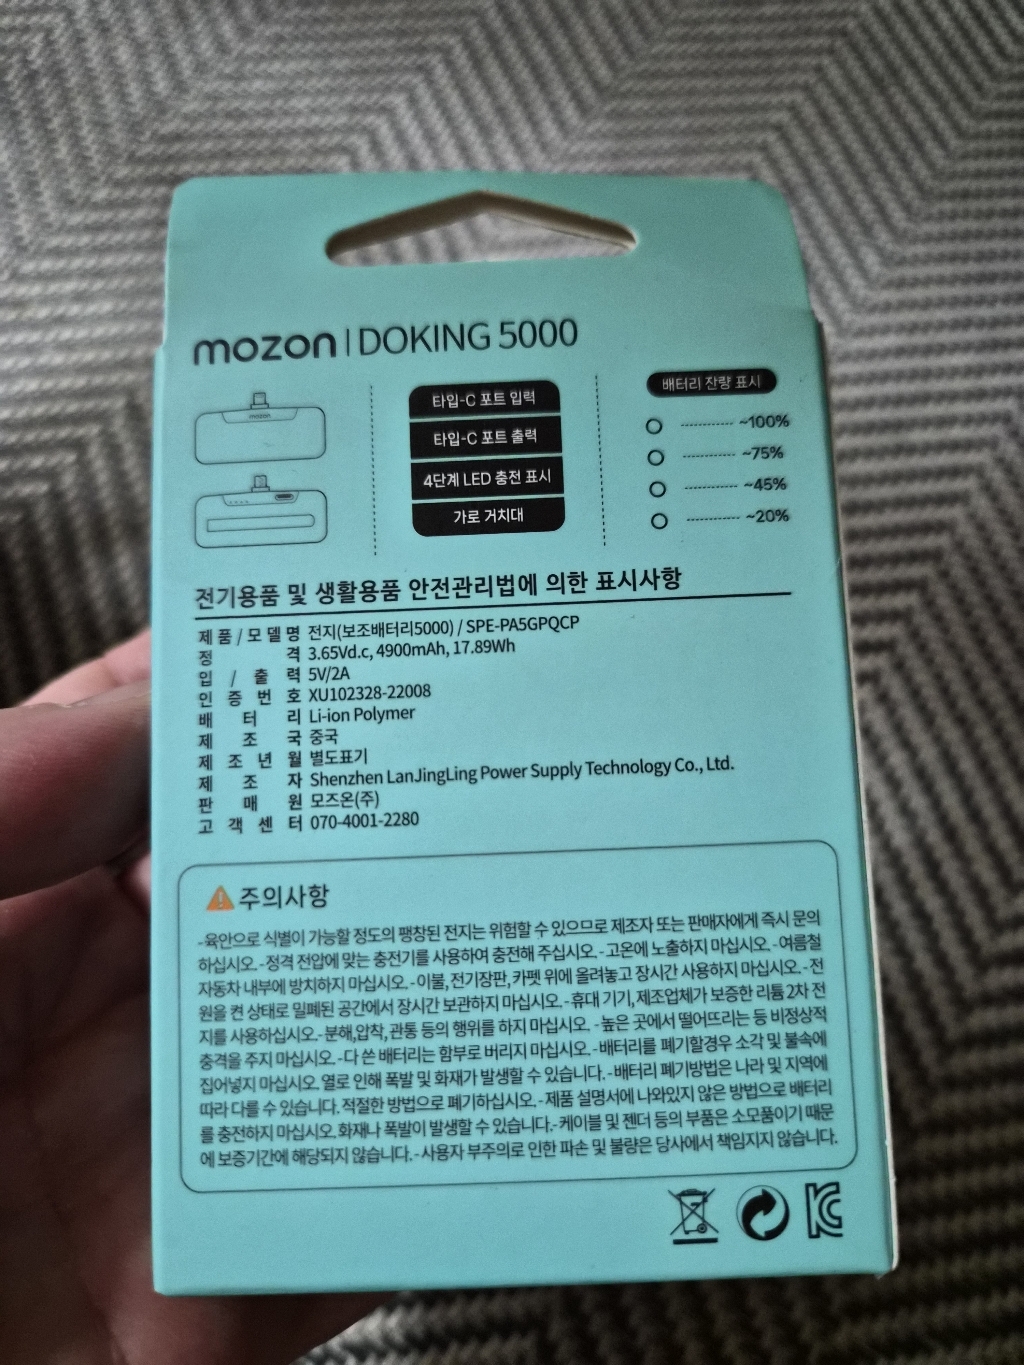 mozon | DOKING 5000
mozon
타입-C 포트 입력
타입-C 포트 출력
4단계 LED 충전 표시
가로 거치대
배터리 잔량 표시
~100%
~75%
~45%
~20%
전기용품 및 생활용품 안전관리법에 의한 표시사항
제품/모델명 전지(보조배터리5000) / SPE-PA5GPQCP
정격 3.65Vd.c, 4900mAh, 17.89Wh
입/출력 5V/2A
인증번호 XU102328-22008
배터리 Li-ion Polymer
제조국 중국
제조년월 별도표기
제조자 Shenzhen LanJingLing Power Supply Technology Co., Ltd.
판매원 모즈온(주)
고객센터 070-4001-2280
주의사항
-육안으로 식별이 가능할 정도의 팽창된 전지는 위험할 수 있으므로 제조자 또는 판매자에게 즉시 문의
하십시오.-정격 전압에 맞는 충전기를 사용하여 충전해 주십시오.-고온에 노출하지 마십시오.-여름철
자동차 내부에 방치하지 마십시오.-이불, 전기장판, 카펫 위에 올려놓고 장시간 사용하지 마십시오.-전
원을 켠 상태로 밀폐된 공간에서 장시간 보관하지 마십시오.-휴대 기기, 제조업체가 보증한 리튬 2차 전
지를 사용하십시오.-분해,압착,관통 등의 행위를 하지 마십시오. -높은 곳에서 떨어뜨리는 등 비정상적
충격을 주지 마십시오.-다 쓴 배터리는 함부로 버리지 마십시오.-배터리를 폐기할경우 소각 및 불속에
집어넣지 마십시오. 열로 인해 폭발 및 화재가 발생할 수 있습니다.-배터리 폐기방법은 나라 및 지역에
따라 다를 수 있습니다. 적절한 방법으로 폐기하십시오.-제품 설명서에 나와있지 않은 방법으로 배터리
를 충전하지 마십시오. 화재나 폭발이 발생할 수 있습니다.-케이블 및 젠더 등의 부품은 소모품이기 때문
에 보증기간에 해당되지 않습니다.-사용자 부주의로 인한 파손 및 불량은 당사에서 책임지지 않습니다.